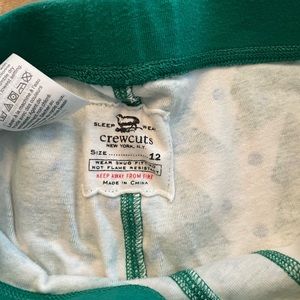 SLEEP WEAR
crewcuts
NEW YORK, N.Y.
SIZE 12
WEAR SNUG FITTING
NOT FLAME RESISTANT
KEEP AWAY FROM FIRE
MADE IN CHINA